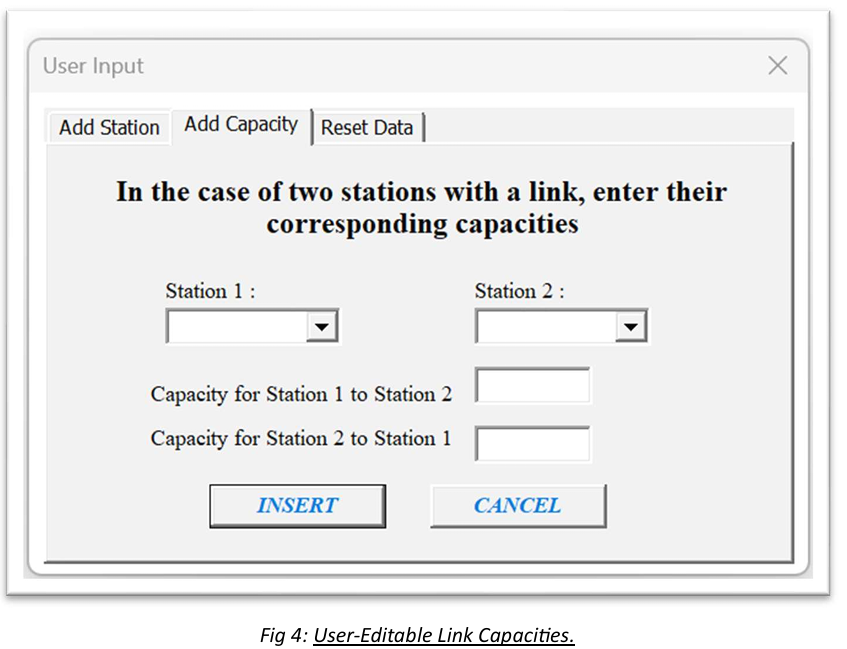 User Input
Add Station Add Capacity Reset Data
In the case of two stations with a link, enter their
corresponding capacities
Station 1 : Station 2 :
Capacity for Station 1 to Station 2
Capacity for Station 2 to Station 1
INSERT CANCEL
Fig 4: User-Editable Link Capacities.